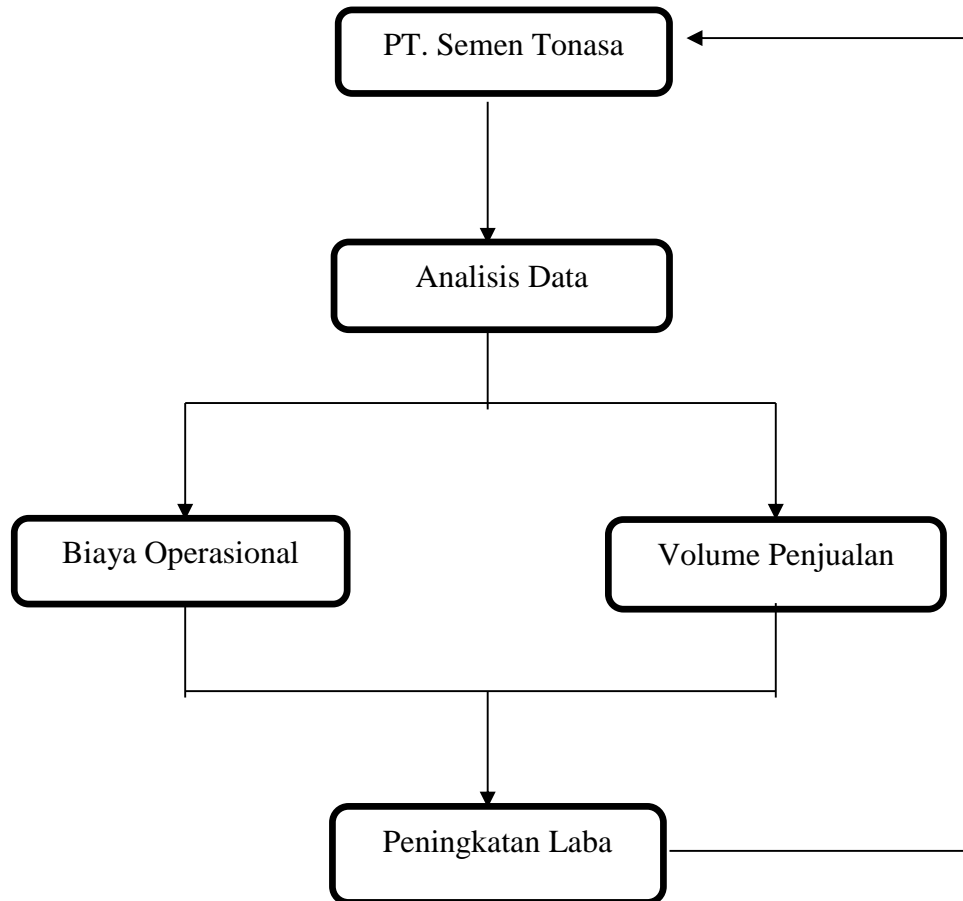 PT. Semen Tonasa
Analisis Data
Biaya Operasional
Volume Penjualan
Peningkatan Laba